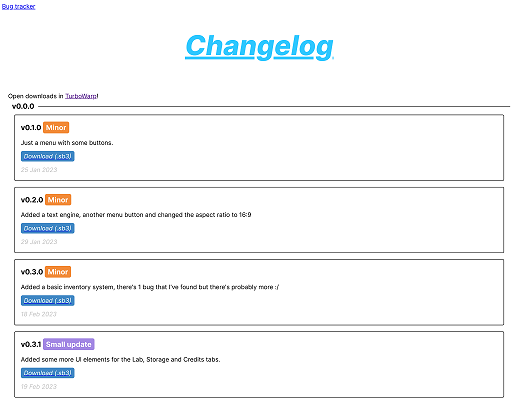 Bug tracker
Changelog
Open downloads in TurboWarp!
v0.0.0
v0.1.0 Minor
Just a menu with some buttons.
Download (.sb3)
25 Jan 2023
v0.2.0 Minor
Added a text engine, another menu button and changed the aspect ratio to 16:9
Download (.sb3)
29 Jan 2023
v0.3.0 Minor
Added a basic inventory system, there's 1 bug that I've found but there's probably more :/
Download (.sb3)
18 Feb 2023
v0.3.1 Small update
Added some more UI elements for the Lab, Storage and Credits tabs.
Download (.sb3)
19 Feb 2023